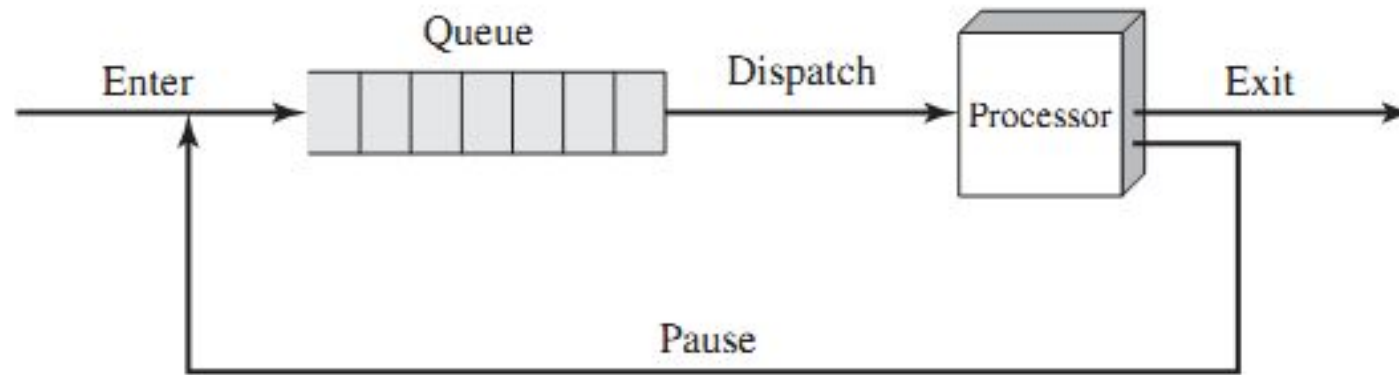 Queue
Enter
Dispatch
Processor
Exit
Pause